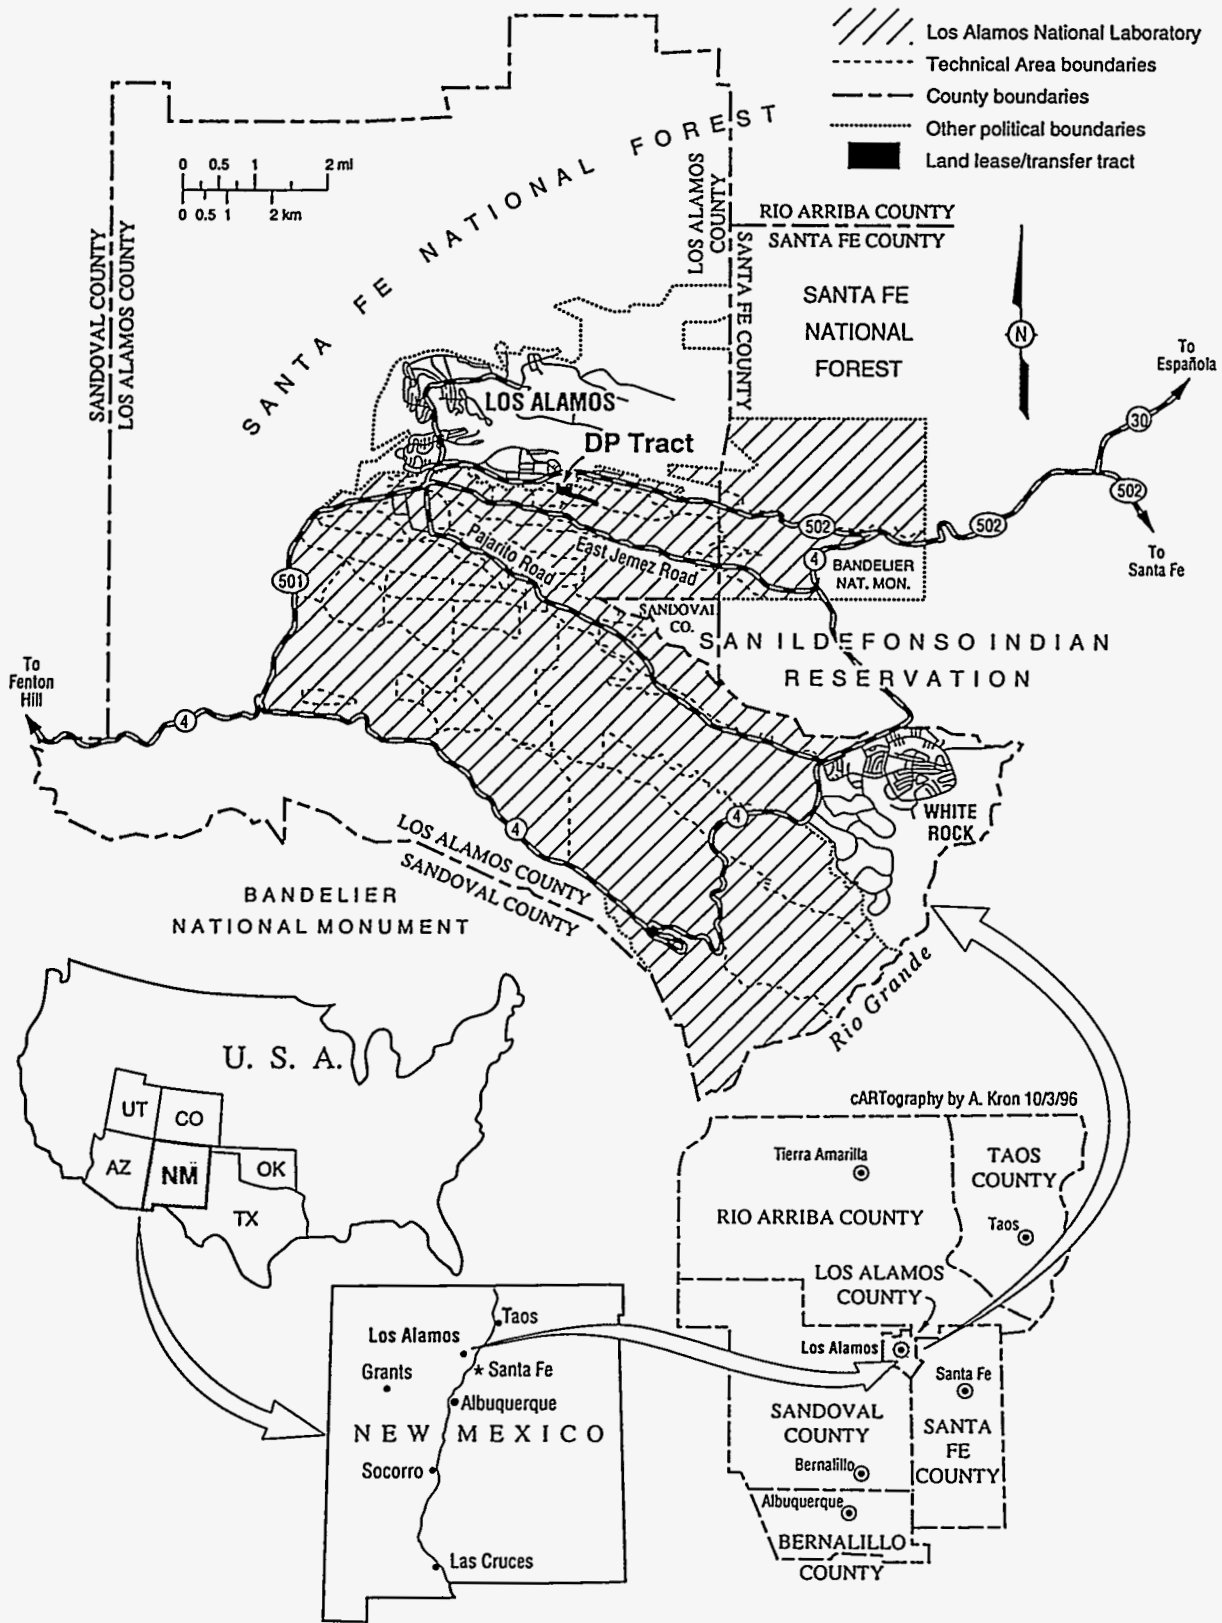 Los Alamos National Laboratory
Technical Area boundaries
County boundaries
Other political boundaries
Land lease/transfer tract
0 0.5 1 2 mi
0 0.5 1 2 km
SANTA FE NATIONAL FOREST
SANDOVAL COUNTY
LOS ALAMOS COUNTY
LOS ALAMOS
COUNTY
SANTA FE COUNTY
RIO ARRIBA COUNTY
SANTA FE COUNTY
SANTA FE
NATIONAL
FOREST
N
To
Española
30
502
To
Santa Fe
LOS ALAMOS
DP Tract
502
502
4
BANDELIER
NAT. MON.
Pajarito Road
East Jemez Road
501
SANDOVAL
CO.
SAN ILDEFONSO INDIAN
RESERVATION
To
Fenton
Hill
4
4
4
WHITE
ROCK
LOS ALAMOS COUNTY
SANDOVAL COUNTY
BANDELIER
NATIONAL MONUMENT
Rio Grande
U. S. A.
UT
CO
AZ
NM
OK
TX
cARTography by A. Kron 10/3/96
Tierra Amarilla
TAOS
COUNTY
RIO ARRIBA COUNTY
Taos
LOS ALAMOS
COUNTY
Los Alamos
Santa Fe
SANDOVAL
COUNTY
SANTA
FE
COUNTY
Bernalillo
Albuquerque
BERNALILLO
COUNTY
Taos
Los Alamos
Grants
* Santa Fe
Albuquerque
NEW MEXICO
Socorro
Las Cruces